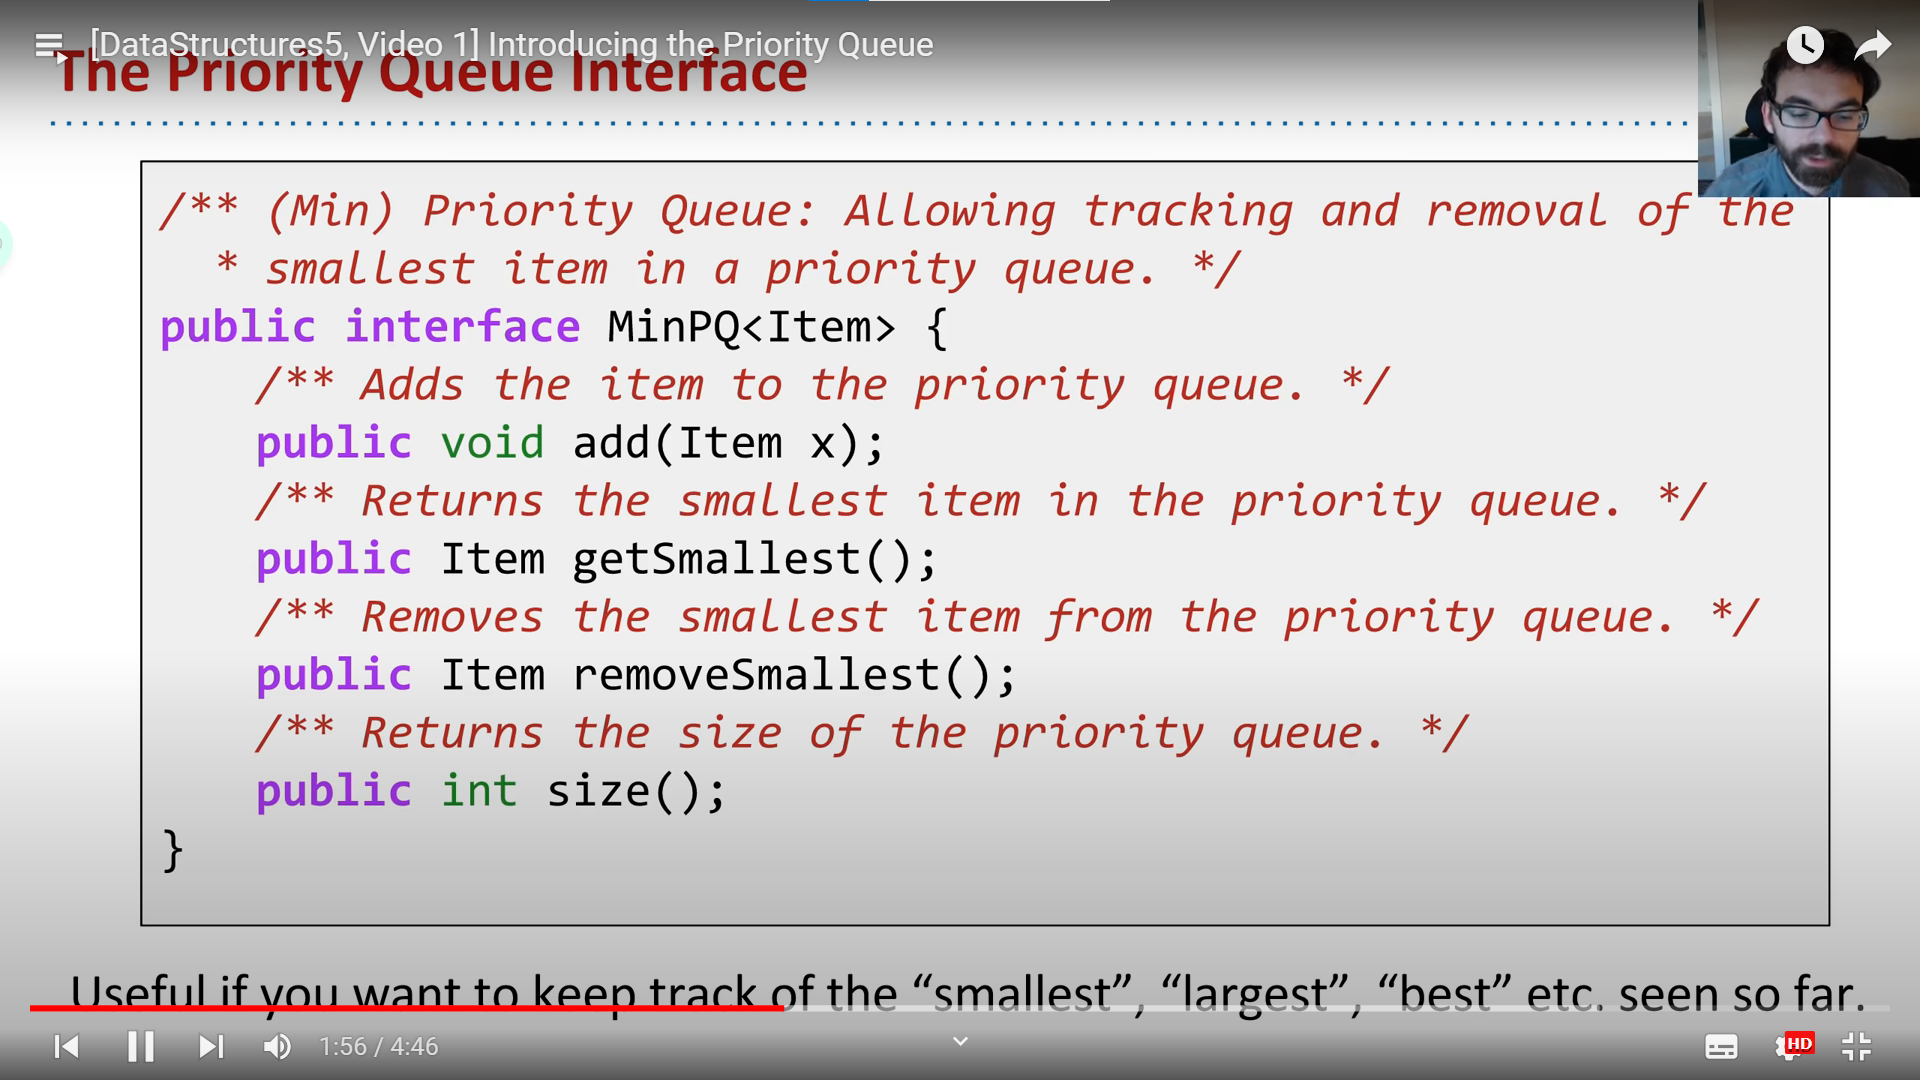 [DataStructures5, Video 1] Introducing the Priority Queue
The Priority Queue Interface
/** (Min) Priority Queue: Allowing tracking and removal of the
* smallest item in a priority queue. */
public interface MinPQ<Item> {
/** Adds the item to the priority queue. */
public void add(Item x);
/** Returns the smallest item in the priority queue. */
public Item getSmallest();
/** Removes the smallest item from the priority queue. */
public Item removeSmallest();
/** Returns the size of the priority queue. */
public int size();
}
Useful if you want to keep track of the “smallest”, “largest”, “best” etc. seen so far.
1:56 / 4:46
HD